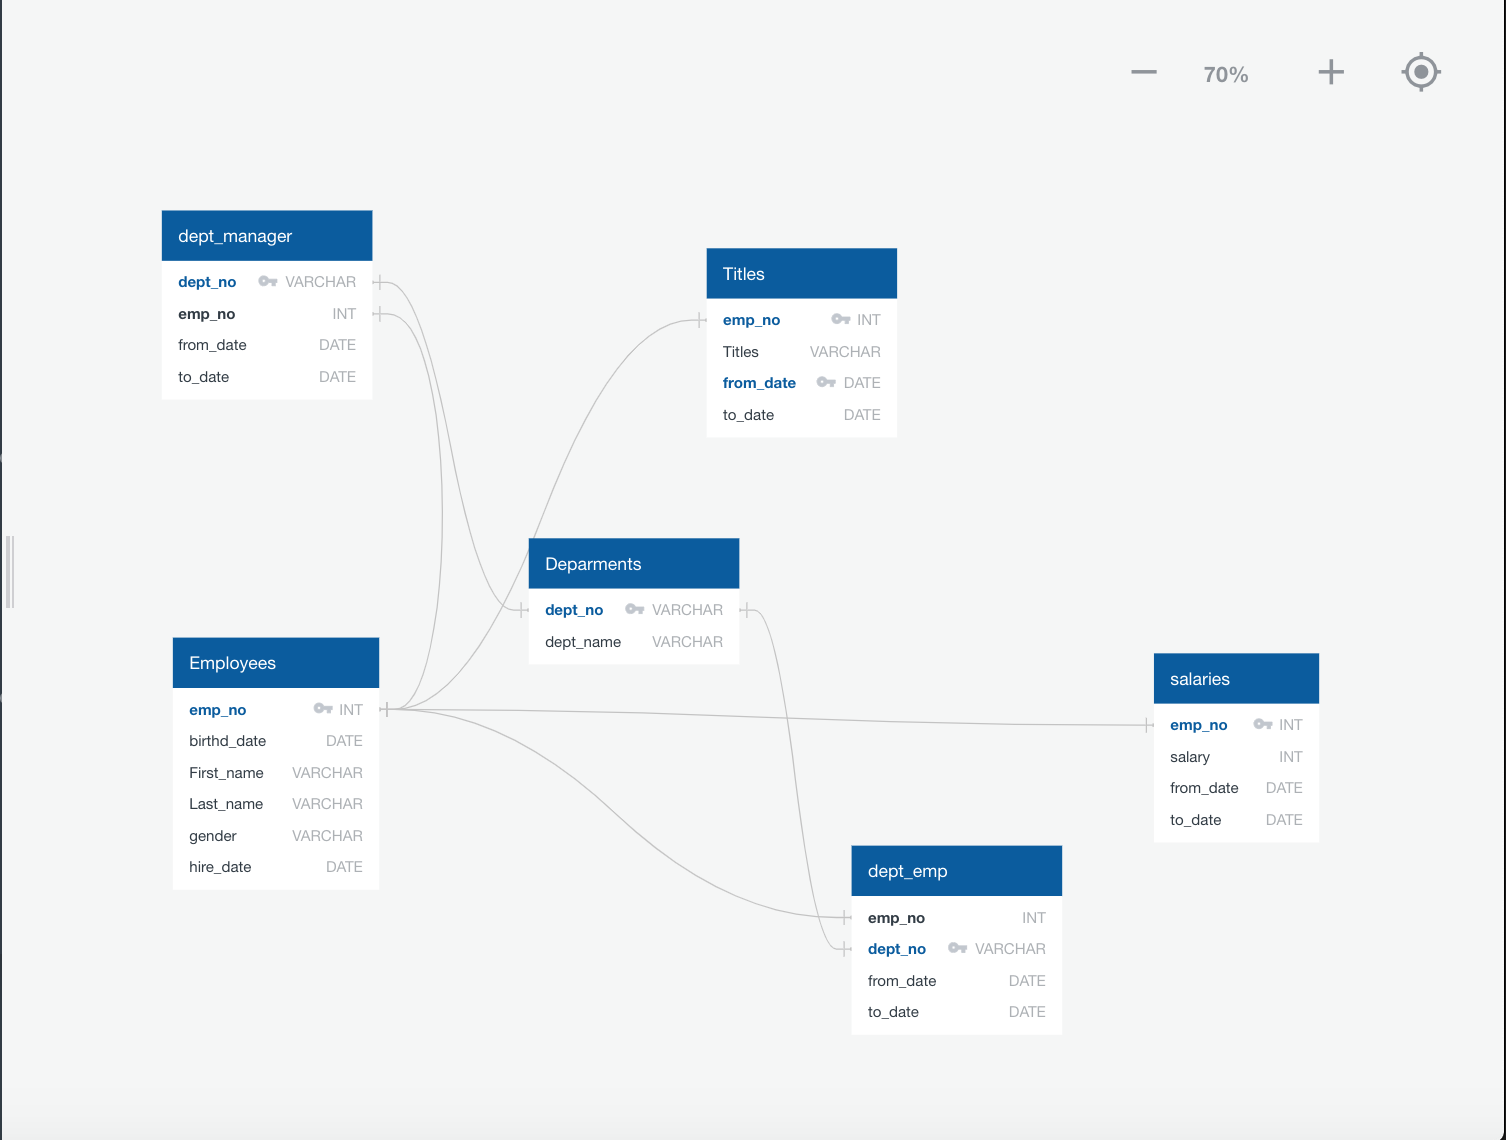 70%
dept_manager
dept_no VARCHAR
emp_no INT
from_date DATE
to_date DATE
Titles
emp_no INT
Titles VARCHAR
from_date DATE
to_date DATE
Deparments
dept_no VARCHAR
dept_name VARCHAR
Employees
emp_no INT
birthd_date DATE
First_name VARCHAR
Last_name VARCHAR
gender VARCHAR
hire_date DATE
salaries
emp_no INT
salary INT
from_date DATE
to_date DATE
dept_emp
emp_no INT
dept_no VARCHAR
from_date DATE
to_date DATE